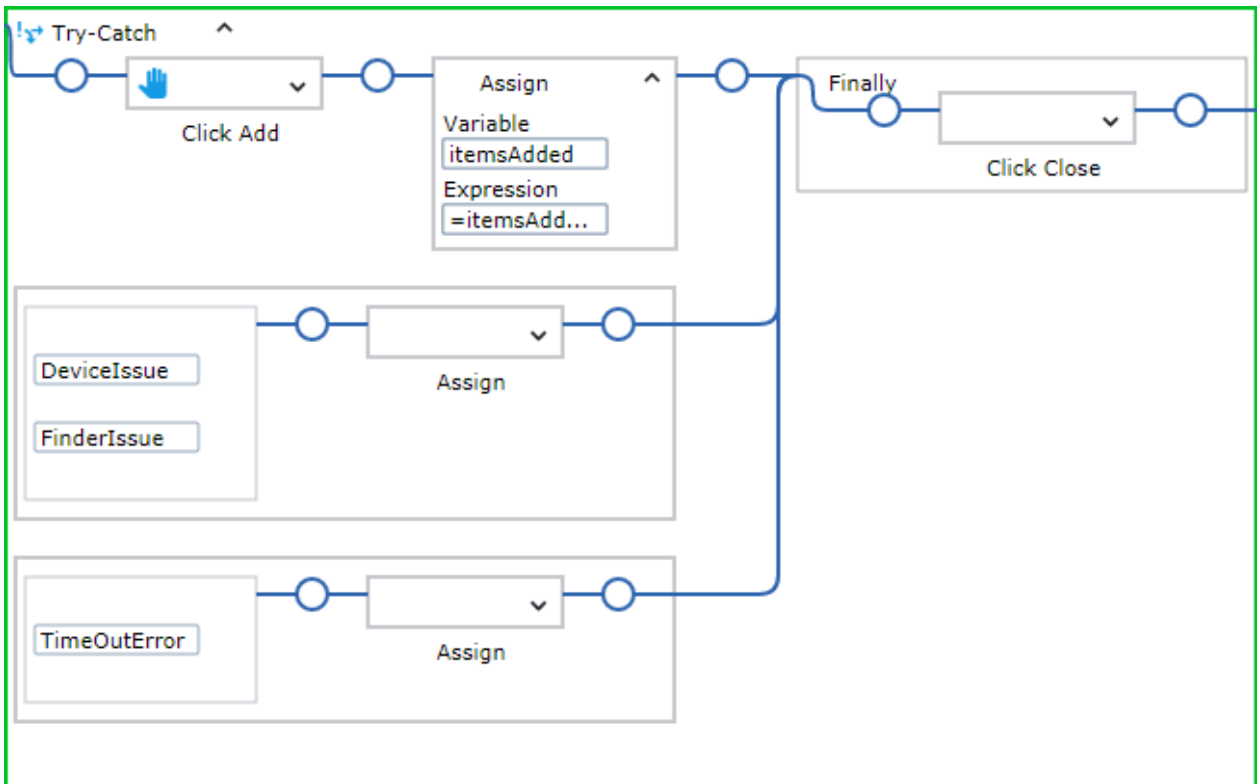 Try-Catch
Click Add
Assign
Variable
itemsAdded
Expression
=itemsAdd...
Finally
Click Close
DeviceIssue
FinderIssue
Assign
TimeOutError
Assign